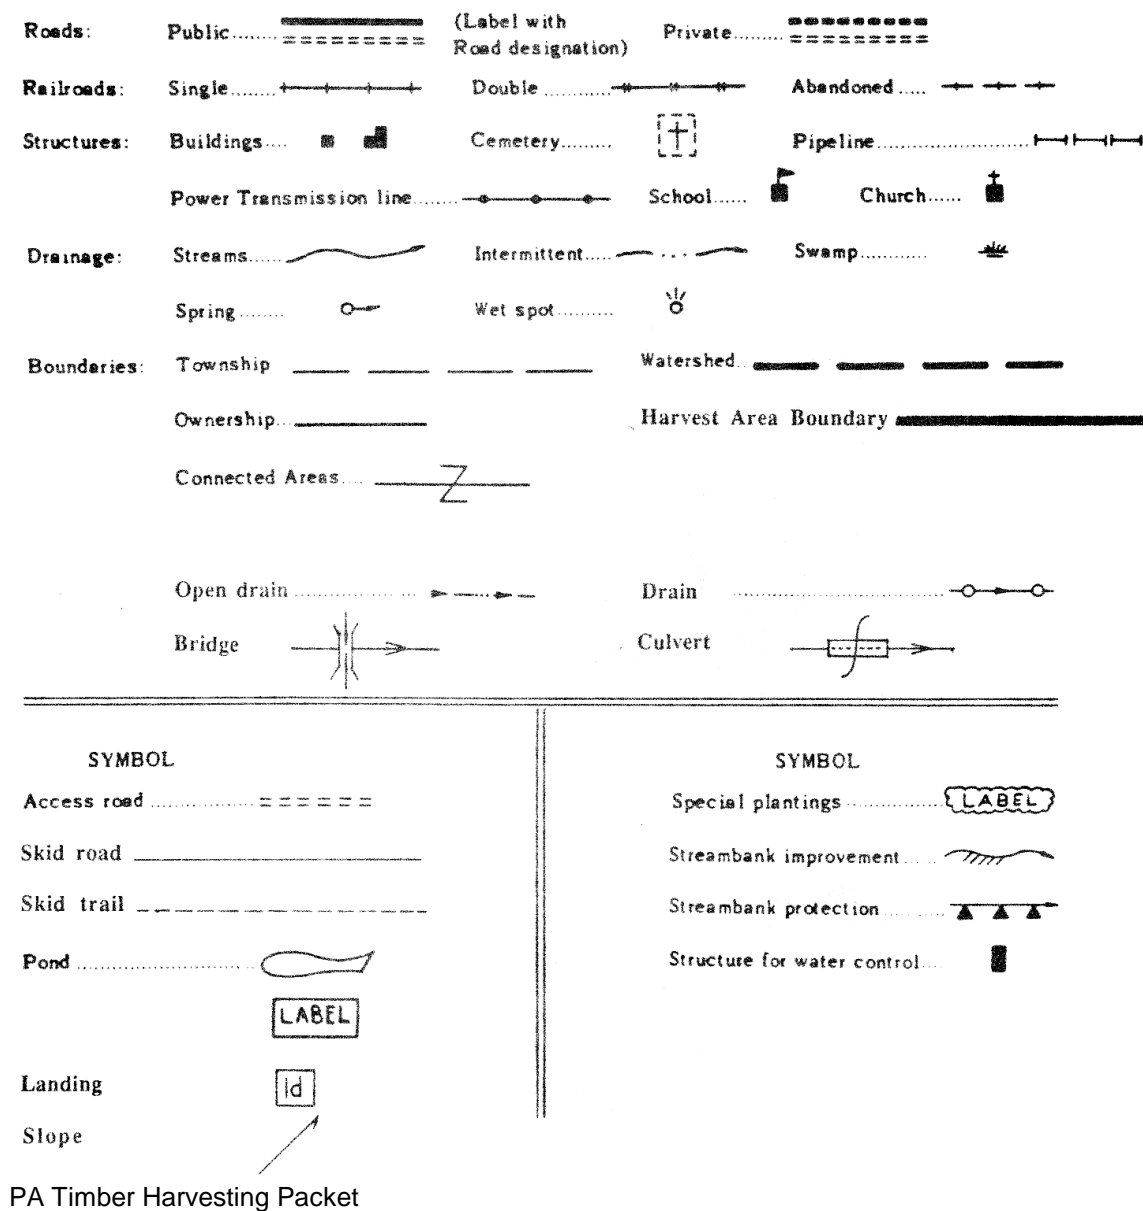 Roads: Public........ (Label with Road designation) Private.........
Railroads: Single........ Double ............ Abandoned .....
Structures: Buildings .... Cemetery......... Pipeline ............................
Power Transmission line........ School...... Church......
Drainage: Streams...... Intermittent..... Swamp............
Spring ........ Wet spot..........
Boundaries: Township Watershed..
Ownership... Harvest Area Boundary
Connected Areas ....
Open drain ..................... Drain ...................................
Bridge Culvert
SYMBOL SYMBOL
Access road ................. Special plantings ................ LABEL
Skid road Streambank improvement .....
Skid trail Streambank protection ..........
Pond ............................. Structure for water control ....
LABEL
Landing ld
Slope
PA Timber Harvesting Packet